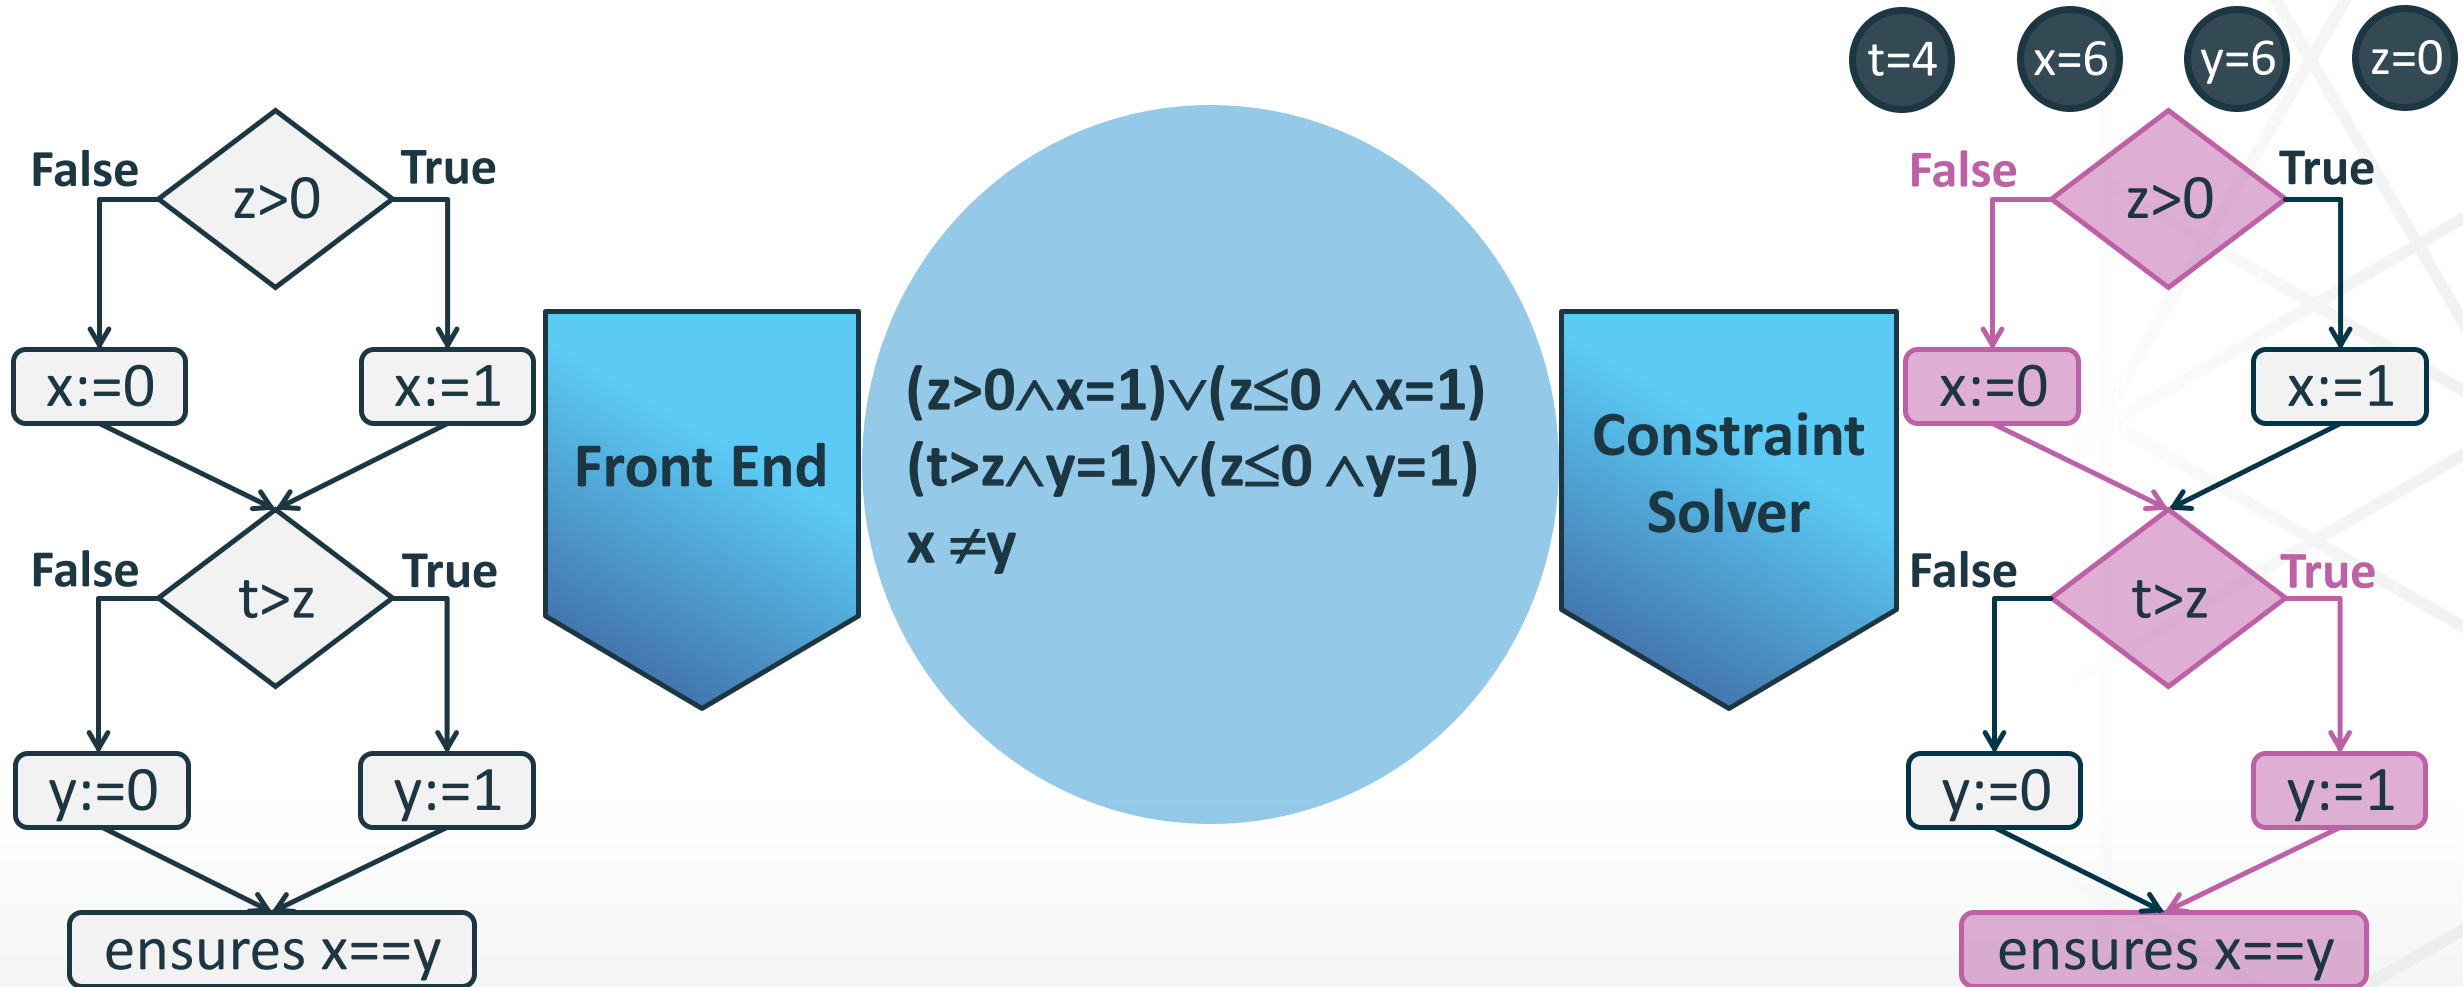 False
True
z>0
x:=0
x:=1
False
True
t>z
y:=0
y:=1
ensures x==y
Front End
(z>0∧x=1)∨(z≤0 ∧x=1)
(t>z∧y=1)∨(z≤0 ∧y=1)
x ≠y
Constraint
Solver
t=4
x=6
y=6
z=0
False
True
z>0
x:=0
x:=1
False
True
t>z
y:=0
y:=1
ensures x==y